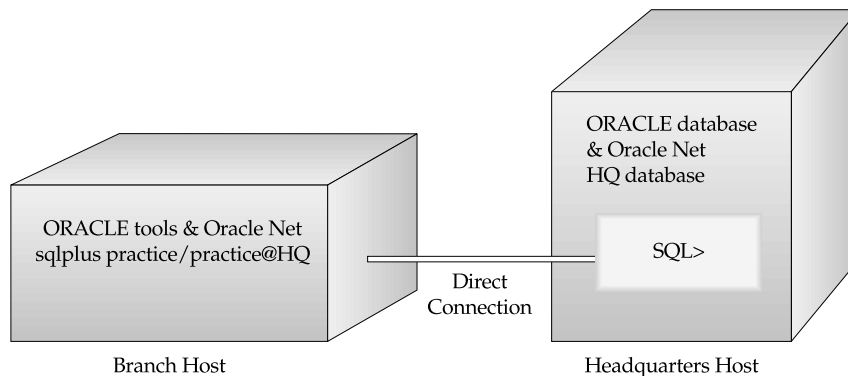 ORACLE tools & Oracle Net
sqlplus practice/practice@HQ
Branch Host
Direct
Connection
ORACLE database
& Oracle Net
HQ database
SQL>
Headquarters Host